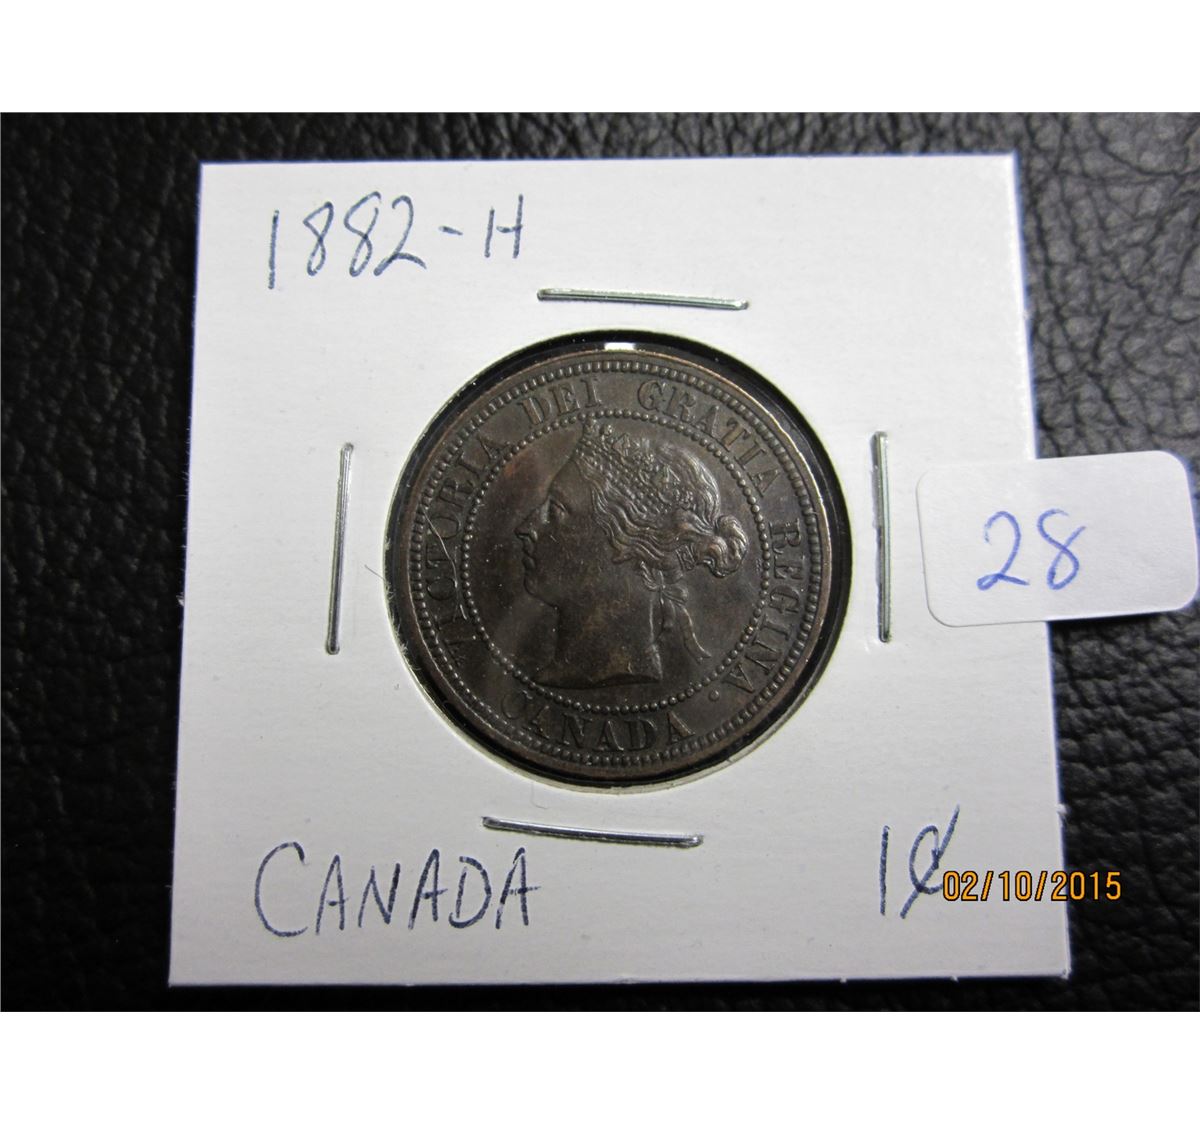 1882-H
VICTORIA DEI GRATIA REGINA.
CANADA
28
CANADA
1¢
02/10/2015